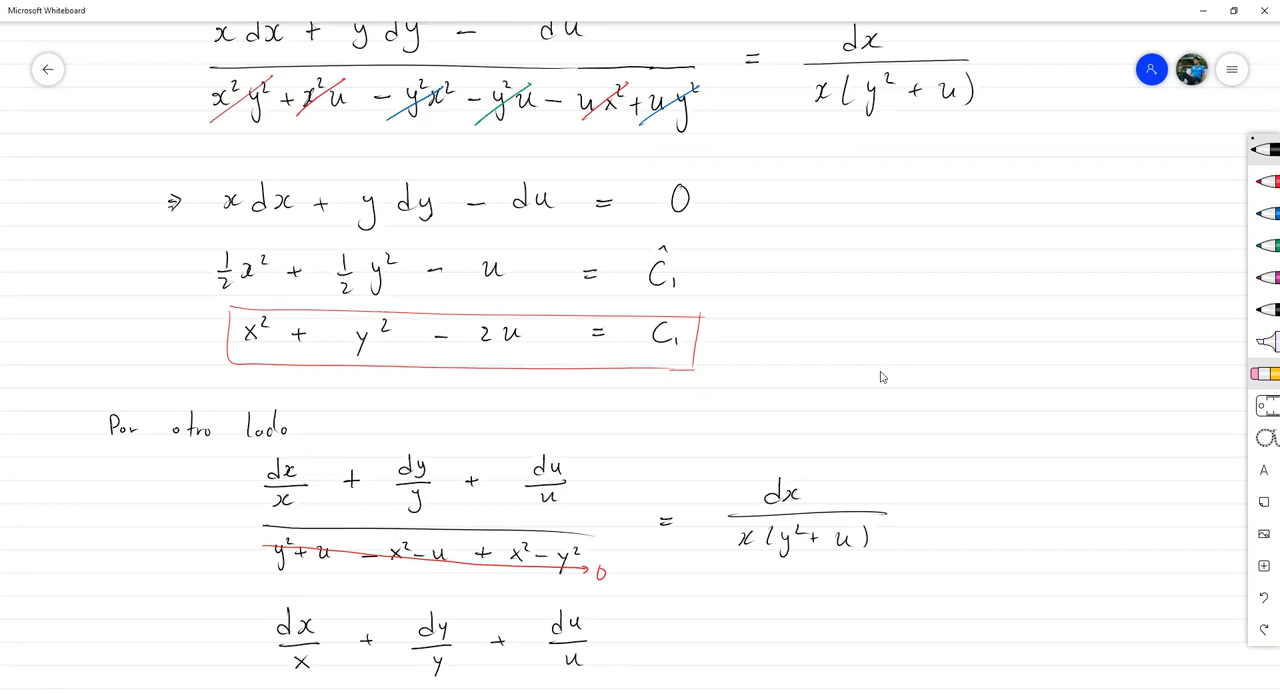 Microsoft Whiteboard
x dx + y dy - du
x²y² + x²u - y²x² - y²u - ux² + uy²
=
dx
x(y² + u)
⇒ x dx + y dy - du = 0
½x² + ½y² - u = Ĉ₁
x² + y² - 2u = C₁
Por otro lado
dx/x + dy/y + du/u
y² + u - x² - u + x² - y²
0
=
dx
x(y² + u)
dx/x + dy/y + du/u
A